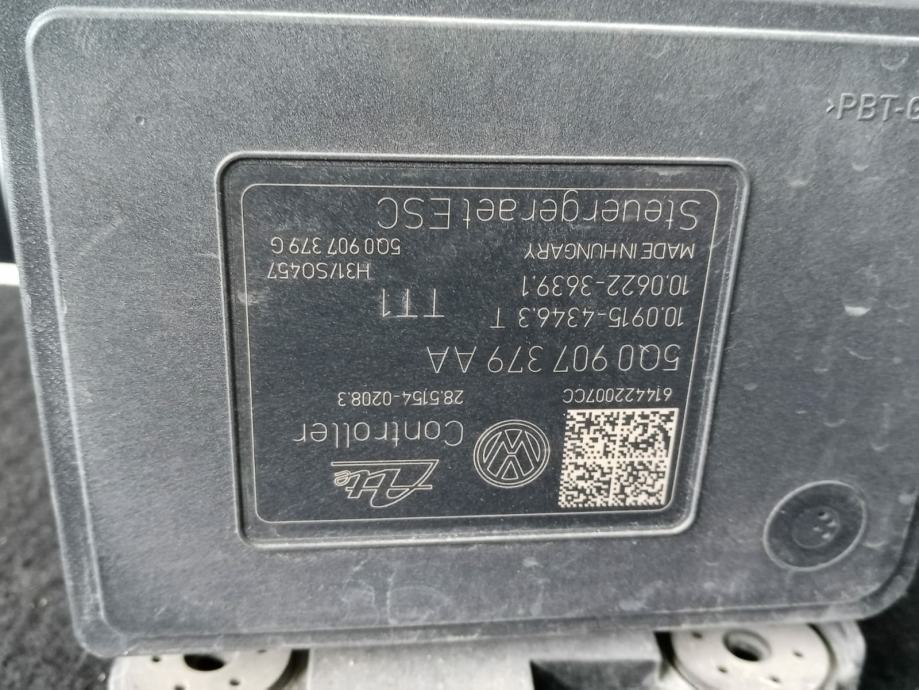 Ate
Controller
614422007CC
28.5154-0208.3
5Q0 907 379 AA
10.0915-4346.3 T
TT1
10.0622-3639.1
H31/S0457
MADE IN HUNGARY
5Q0 907 379 G
Steuergeraet ESC
>PBT-G